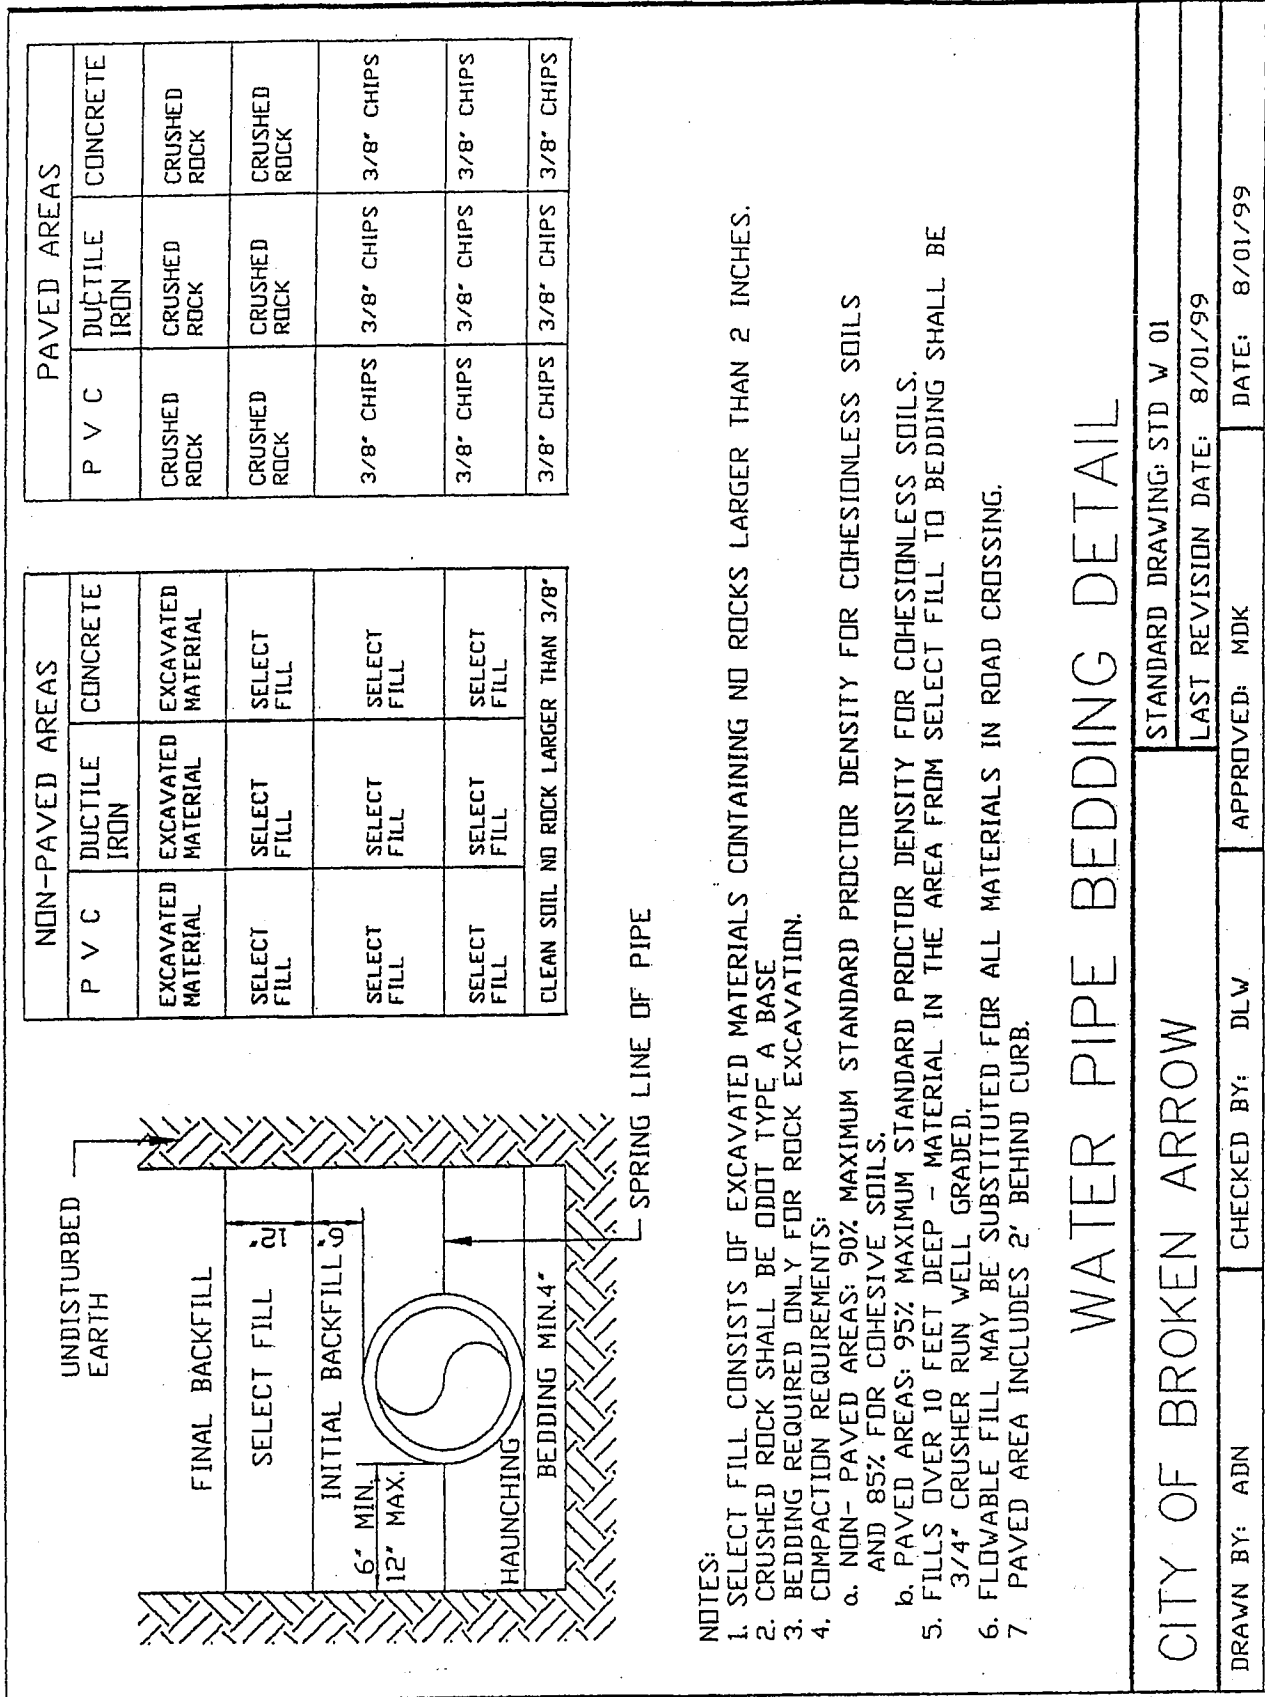 UNDISTURBED
EARTH
FINAL BACKFILL
SELECT FILL
12"
INITIAL BACKFILL
6"
6" MIN.
12" MAX.
HAUNCHING
BEDDING MIN.4"
SPRING LINE OF PIPE
NON-PAVED AREAS
P V C DUCTILE IRON CONCRETE
EXCAVATED MATERIAL EXCAVATED MATERIAL EXCAVATED MATERIAL
SELECT FILL SELECT FILL SELECT FILL
SELECT FILL SELECT FILL SELECT FILL
SELECT FILL SELECT FILL SELECT FILL
CLEAN SOIL NO ROCK LARGER THAN 3/8"
PAVED AREAS
P V C DUCTILE IRON CONCRETE
CRUSHED ROCK CRUSHED ROCK CRUSHED ROCK
CRUSHED ROCK CRUSHED ROCK CRUSHED ROCK
3/8" CHIPS 3/8" CHIPS 3/8" CHIPS
3/8" CHIPS 3/8" CHIPS 3/8" CHIPS
3/8" CHIPS 3/8" CHIPS 3/8" CHIPS
NOTES:
1. SELECT FILL CONSISTS OF EXCAVATED MATERIALS CONTAINING NO ROCKS LARGER THAN 2 INCHES.
2. CRUSHED ROCK SHALL BE ODOT TYPE A BASE
3. BEDDING REQUIRED ONLY FOR ROCK EXCAVATION.
4. COMPACTION REQUIREMENTS:
a. NON- PAVED AREAS: 90% MAXIMUM STANDARD PROCTOR DENSITY FOR COHESIONLESS SOILS
AND 85% FOR COHESIVE SOILS.
b. PAVED AREAS: 95% MAXIMUM STANDARD PROCTOR DENSITY FOR COHESIONLESS SOILS.
5. FILLS OVER 10 FEET DEEP - MATERIAL IN THE AREA FROM SELECT FILL TO BEDDING SHALL BE
3/4" CRUSHER RUN WELL GRADED.
6. FLOWABLE FILL MAY BE SUBSTITUTED FOR ALL MATERIALS IN ROAD CROSSING.
7. PAVED AREA INCLUDES 2' BEHIND CURB.
WATER PIPE BEDDING DETAIL
CITY OF BROKEN ARROW
STANDARD DRAWING: STD W 01
LAST REVISION DATE: 8/01/99
DRAWN BY: ADN
CHECKED BY: DLW
APPROVED: MDK
DATE: 8/01/99